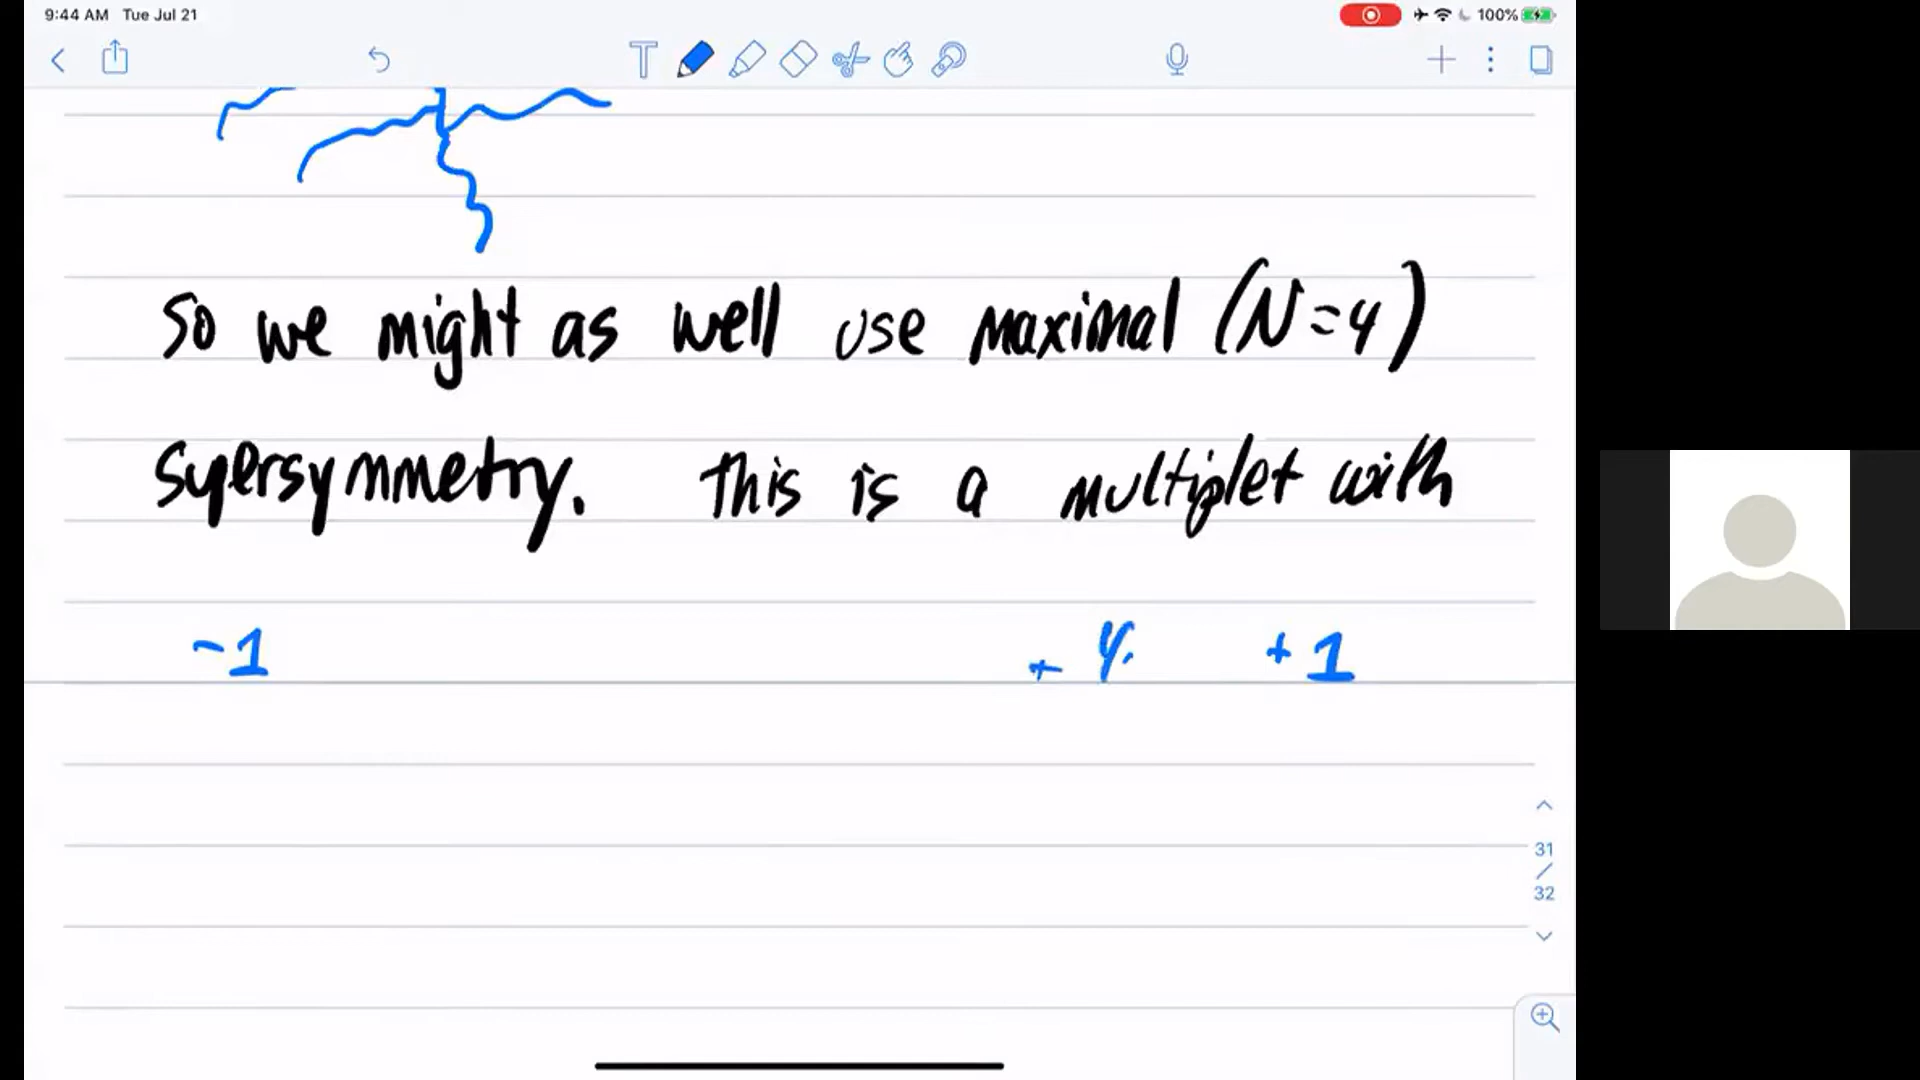 9:44 AM Tue Jul 21
100%
T
So we might as well use maximal (N=4)
supersymmetry. This is a multiplet with
-1 + +1
31
/
32